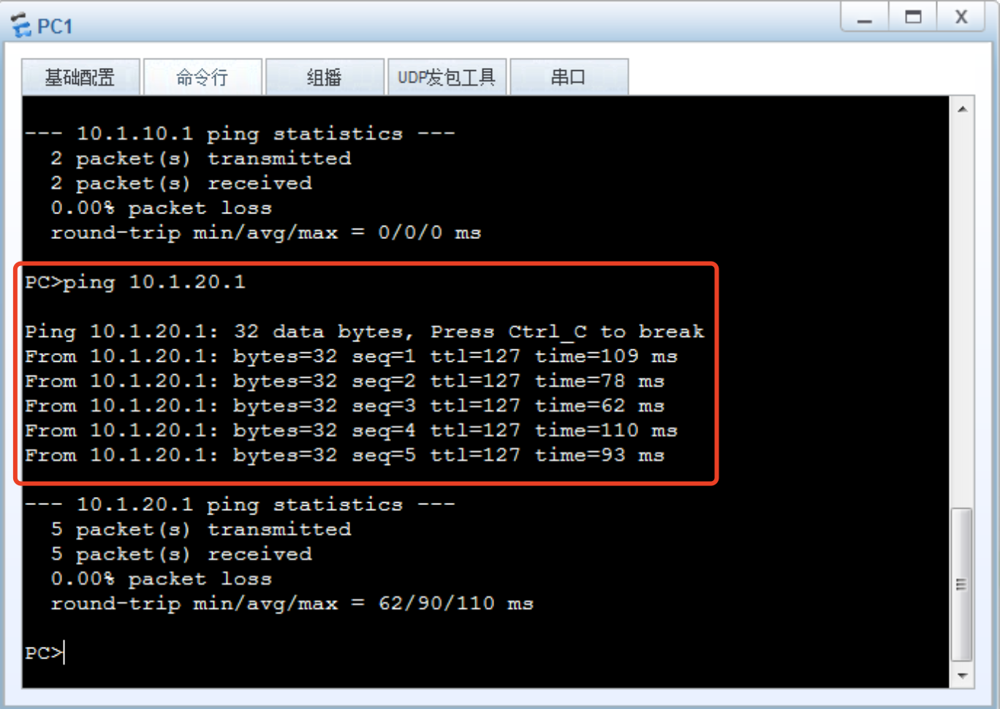 PC1
X
基础配置 命令行 组播 UDP发包工具 串口
--- 10.1.10.1 ping statistics ---
  2 packet(s) transmitted
  2 packet(s) received
  0.00% packet loss
  round-trip min/avg/max = 0/0/0 ms
PC>ping 10.1.20.1
Ping 10.1.20.1: 32 data bytes, Press Ctrl_C to break
From 10.1.20.1: bytes=32 seq=1 ttl=127 time=109 ms
From 10.1.20.1: bytes=32 seq=2 ttl=127 time=78 ms
From 10.1.20.1: bytes=32 seq=3 ttl=127 time=62 ms
From 10.1.20.1: bytes=32 seq=4 ttl=127 time=110 ms
From 10.1.20.1: bytes=32 seq=5 ttl=127 time=93 ms
--- 10.1.20.1 ping statistics ---
  5 packet(s) transmitted
  5 packet(s) received
  0.00% packet loss
  round-trip min/avg/max = 62/90/110 ms
PC>